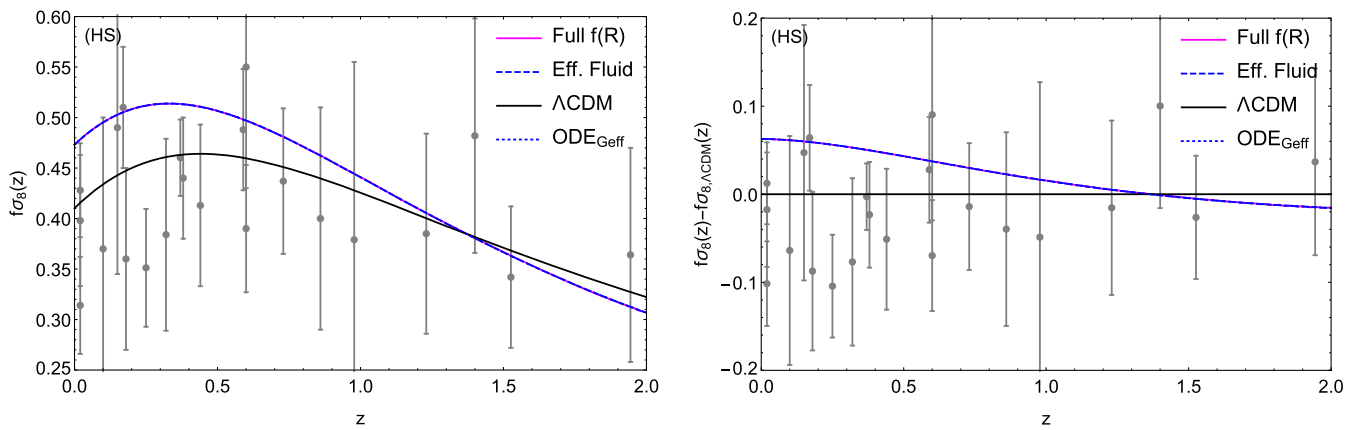 (HS)
Full f(R)
Eff. Fluid
ΛCDM
ODE_Geff
fσ8(z)
0.60
0.55
0.50
0.45
0.40
0.35
0.30
0.25
0.0
0.5
1.0
1.5
2.0
z
(HS)
Full f(R)
Eff. Fluid
ΛCDM
ODE_Geff
fσ8(z)−fσ8,ΛCDM(z)
0.2
0.1
0.0
−0.1
−0.2
0.0
0.5
1.0
1.5
2.0
z